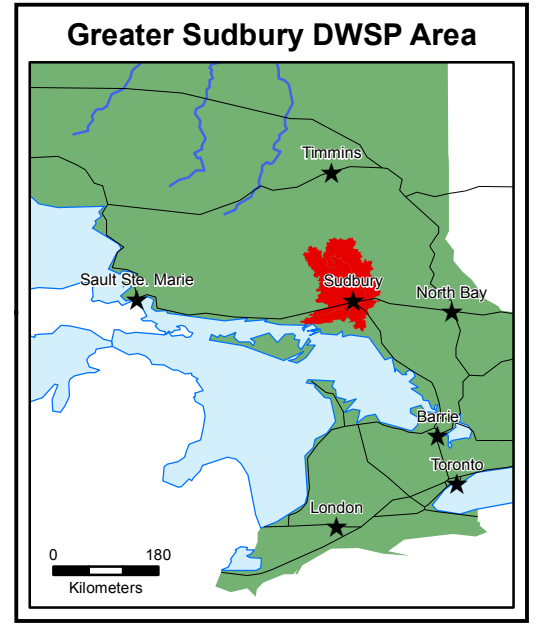 Greater Sudbury DWSP Area
Timmins
Sault Ste. Marie
Sudbury
North Bay
Barrie
Toronto
London
0 180
Kilometers